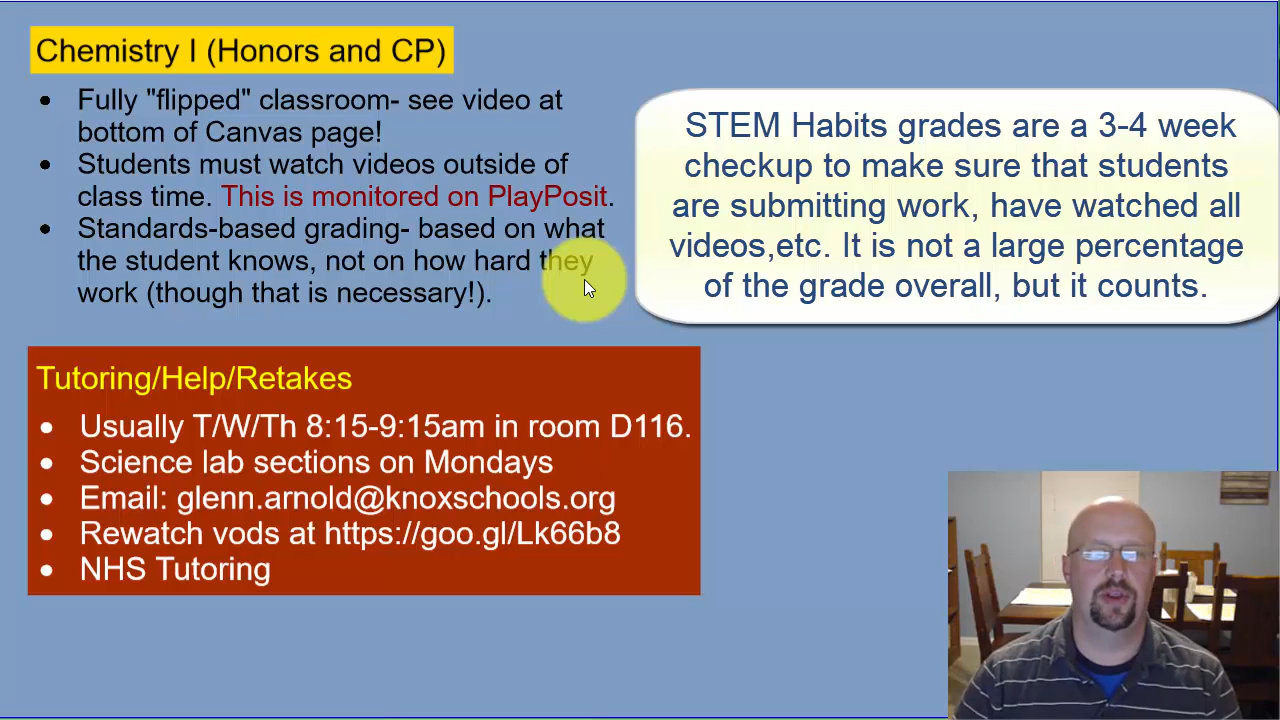 Chemistry I (Honors and CP)
• Fully "flipped" classroom- see video at
bottom of Canvas page!
• Students must watch videos outside of
class time. This is monitored on PlayPosit.
• Standards-based grading- based on what
the student knows, not on how hard they
work (though that is necessary!).
STEM Habits grades are a 3-4 week
checkup to make sure that students
are submitting work, have watched all
videos,etc. It is not a large percentage
of the grade overall, but it counts.
Tutoring/Help/Retakes
• Usually T/W/Th 8:15-9:15am in room D116.
• Science lab sections on Mondays
• Email: glenn.arnold@knoxschools.org
• Rewatch vods at https://goo.gl/Lk66b8
• NHS Tutoring